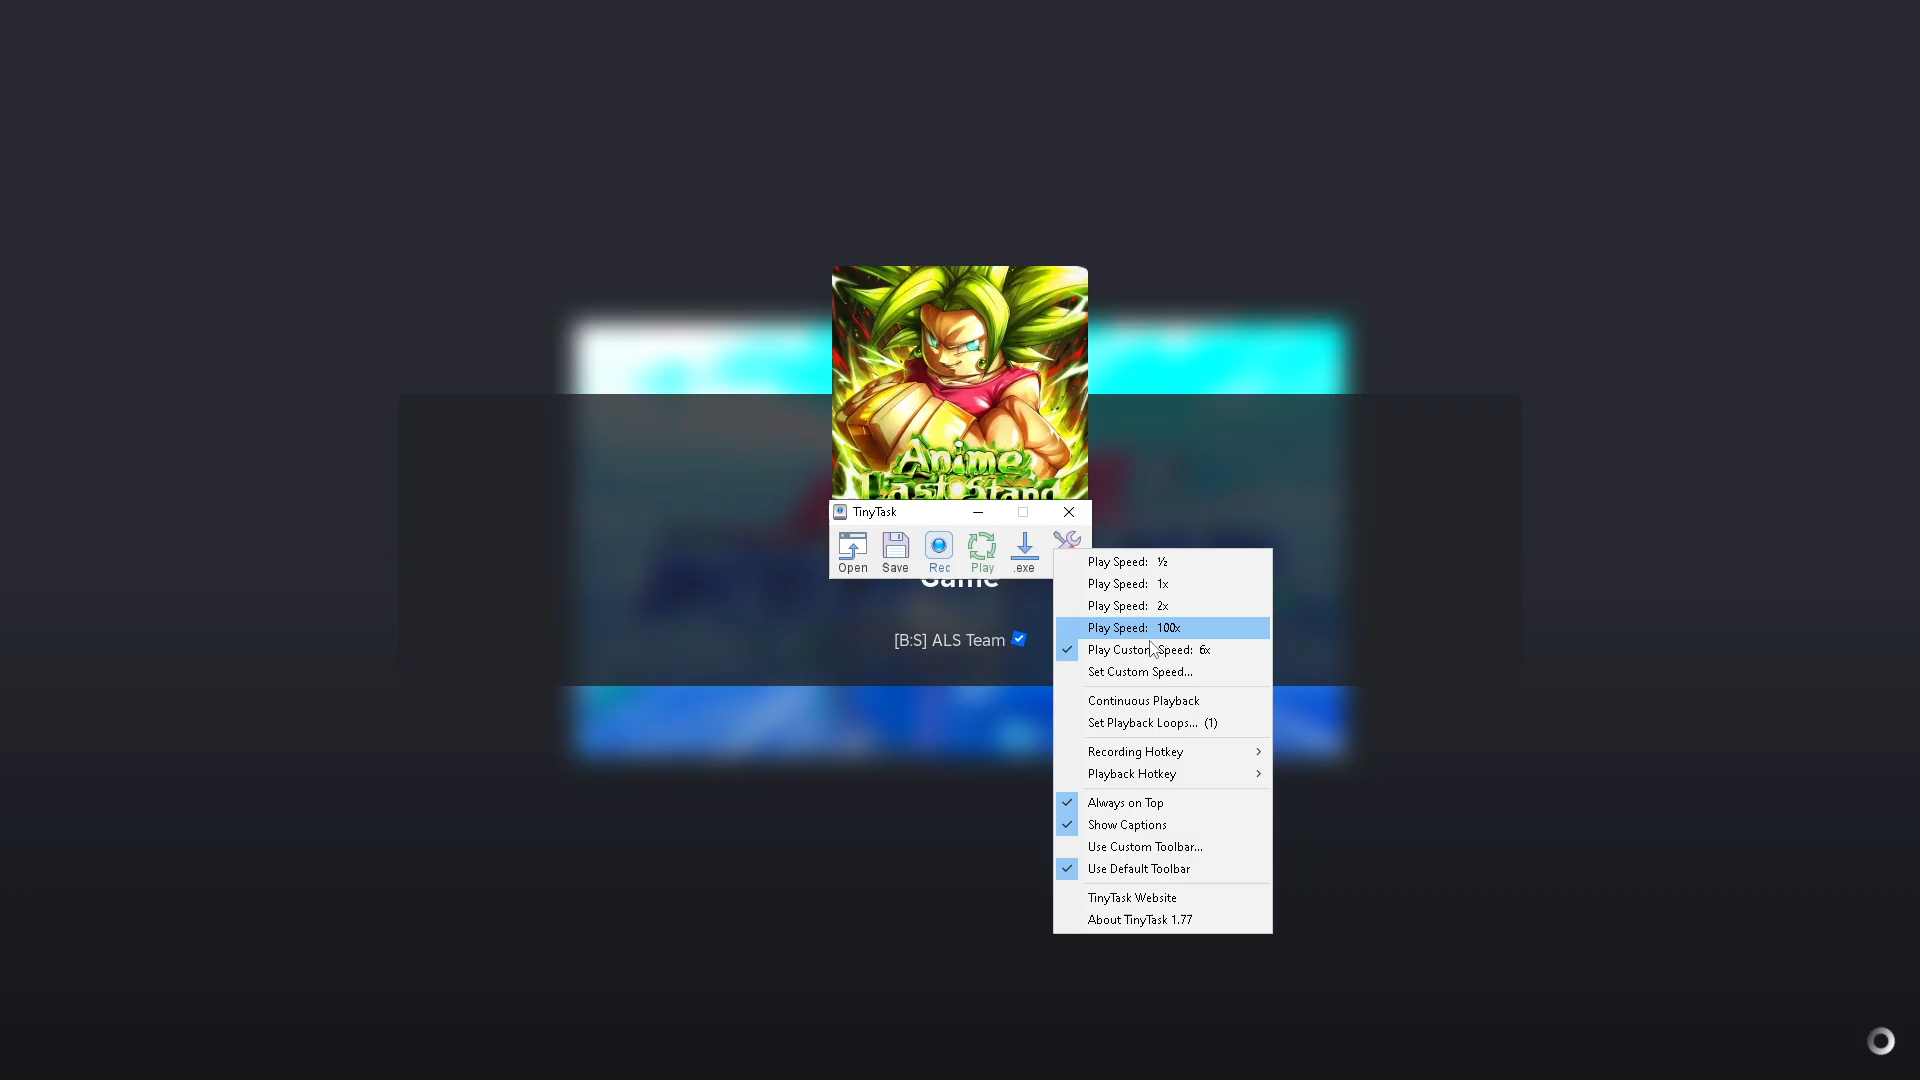 Anime
Last Stand
TinyTask
Open Save Rec Play .exe
Game
[B:S] ALS Team
Play Speed: ½
Play Speed: 1x
Play Speed: 2x
Play Speed: 100x
Play Custom Speed: 6x
Set Custom Speed...
Continuous Playback
Set Playback Loops... (1)
Recording Hotkey
Playback Hotkey
Always on Top
Show Captions
Use Custom Toolbar...
Use Default Toolbar
TinyTask Website
About TinyTask 1.77